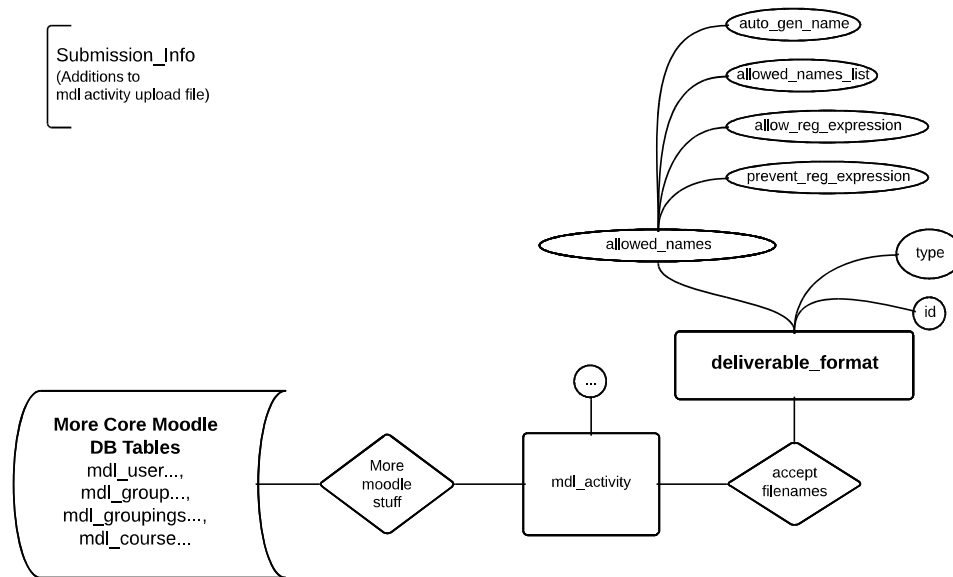 Submission_Info
(Additions to
mdl activity upload file)
auto_gen_name
allowed_names_list
allow_reg_expression
prevent_reg_expression
allowed_names
type
id
deliverable_format
...
More Core Moodle
DB Tables
mdl_user...,
mdl_group...,
mdl_groupings...,
mdl_course...
More
moodle
stuff
mdl_activity
accept
filenames